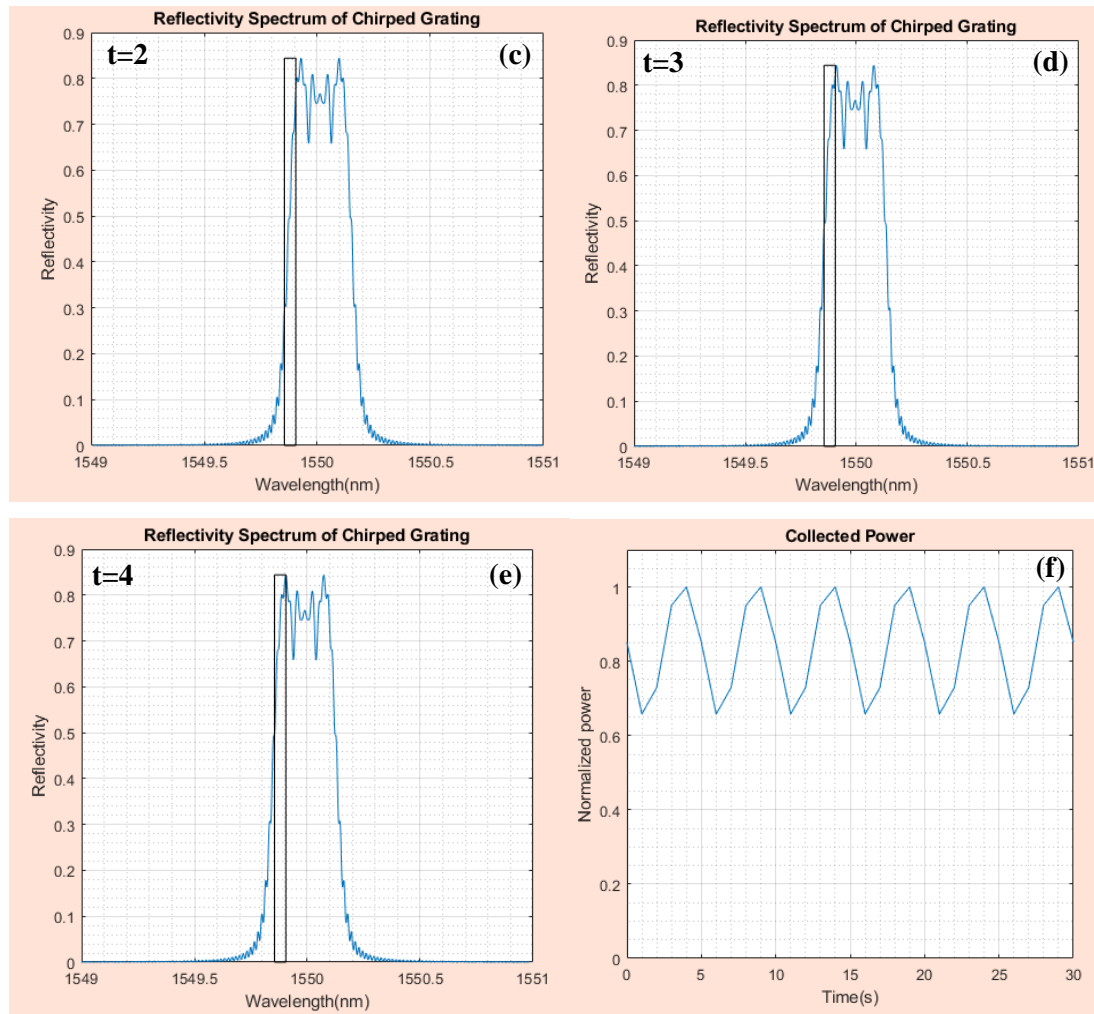 Reflectivity Spectrum of Chirped Grating
t=2
(c)
0.9
0.8
0.7
0.6
0.5
0.4
0.3
0.2
0.1
0
Reflectivity
1549 1549.5 1550 1550.5 1551
Wavelength(nm)
Reflectivity Spectrum of Chirped Grating
t=3
(d)
0.9
0.8
0.7
0.6
0.5
0.4
0.3
0.2
0.1
0
Reflectivity
1549 1549.5 1550 1550.5 1551
Wavelength(nm)
Reflectivity Spectrum of Chirped Grating
t=4
(e)
0.9
0.8
0.7
0.6
0.5
0.4
0.3
0.2
0.1
0
Reflectivity
1549 1549.5 1550 1550.5 1551
Wavelength(nm)
Collected Power
(f)
1
0.8
0.6
0.4
0.2
0
Normalized power
0 5 10 15 20 25 30
Time(s)